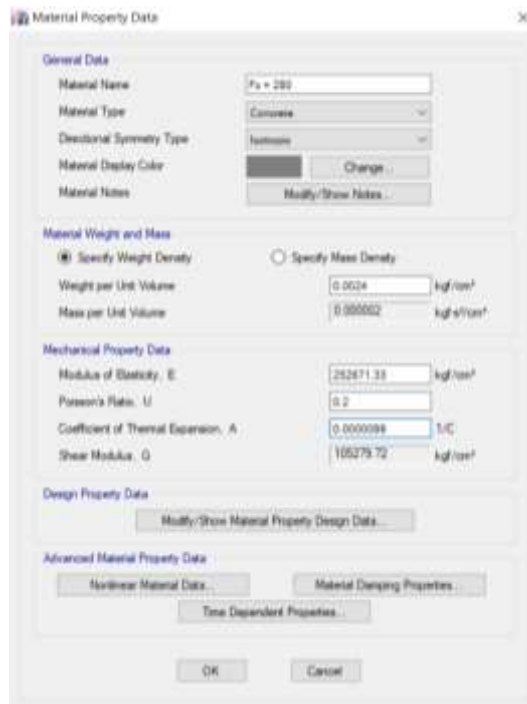 Material Property Data
General Data
Material Name
Material Type Concrete
Directional Symmetry Type Isotropic
Material Display Color Change...
Material Notes Modify/Show Notes...
Material Weight and Mass
Specify Weight Density Specify Mass Density
Weight per Unit Volume 0.0024 kgf/cm³
Mass per Unit Volume 0.000002 kgf-s²/cm⁴
Mechanical Property Data
Modulus of Elasticity, E 252671.33 kgf/cm²
Poisson's Ratio, U 0.2
Coefficient of Thermal Expansion, A 0.0000099 1/C
Shear Modulus, G 105279.72 kgf/cm²
Design Property Data
Modify/Show Material Property Design Data...
Advanced Material Property Data
Nonlinear Material Data... Material Damping Properties...
Time Dependent Properties...
OK Cancel